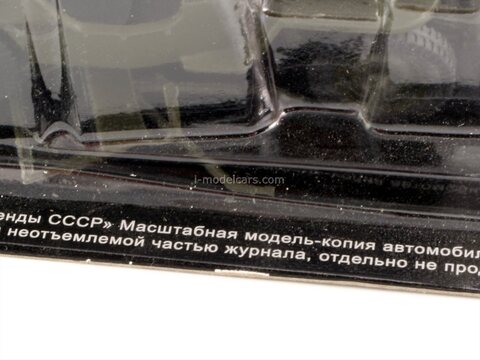 i-modelcars.com
енды СССР» Масштабная модель-копия автомобил
неотъемлемой частью журнала, отдельно не прод